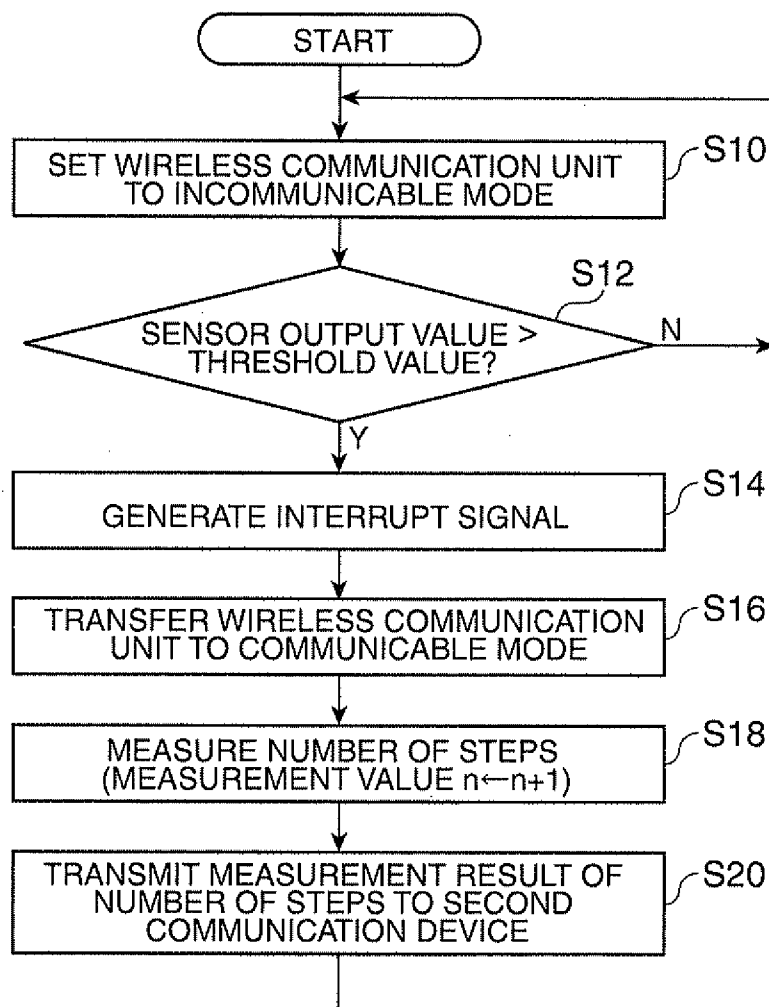 START
SET WIRELESS COMMUNICATION UNIT
TO INCOMMUNICABLE MODE
S10
S12
SENSOR OUTPUT VALUE >
THRESHOLD VALUE?
N
Y
S14
GENERATE INTERRUPT SIGNAL
S16
TRANSFER WIRELESS COMMUNICATION
UNIT TO COMMUNICABLE MODE
S18
MEASURE NUMBER OF STEPS
(MEASUREMENT VALUE n←n+1)
S20
TRANSMIT MEASUREMENT RESULT OF
NUMBER OF STEPS TO SECOND
COMMUNICATION DEVICE